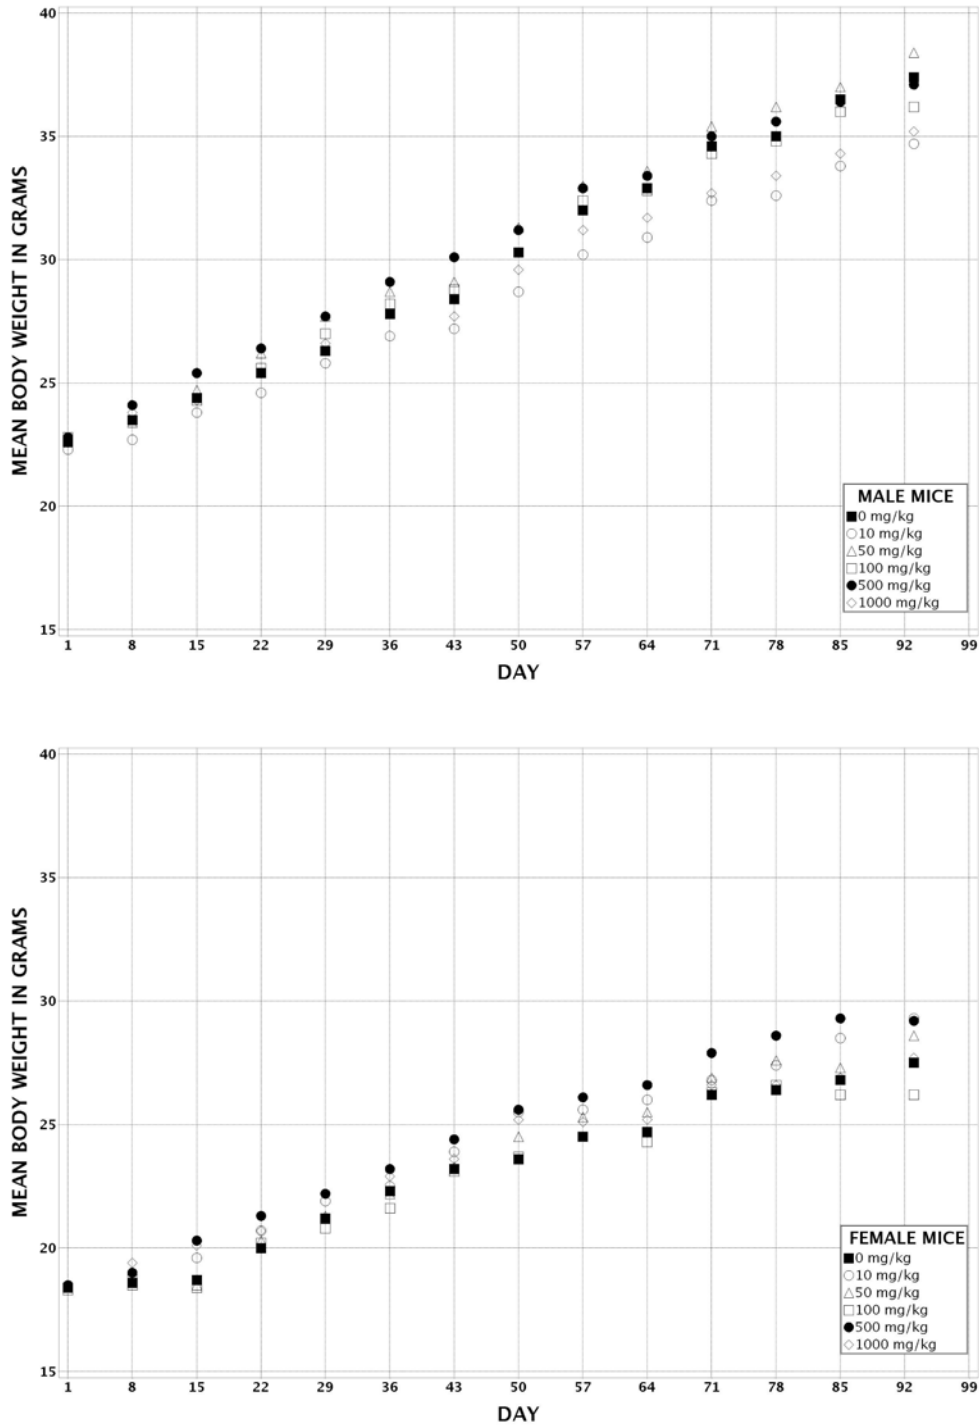 40
35
30
25
20
15
MEAN BODY WEIGHT IN GRAMS
MALE MICE
0 mg/kg
10 mg/kg
50 mg/kg
100 mg/kg
500 mg/kg
1000 mg/kg
1 8 15 22 29 36 43 50 57 64 71 78 85 92 99
DAY
40
35
30
25
20
15
MEAN BODY WEIGHT IN GRAMS
FEMALE MICE
0 mg/kg
10 mg/kg
50 mg/kg
100 mg/kg
500 mg/kg
1000 mg/kg
1 8 15 22 29 36 43 50 57 64 71 78 85 92 99
DAY